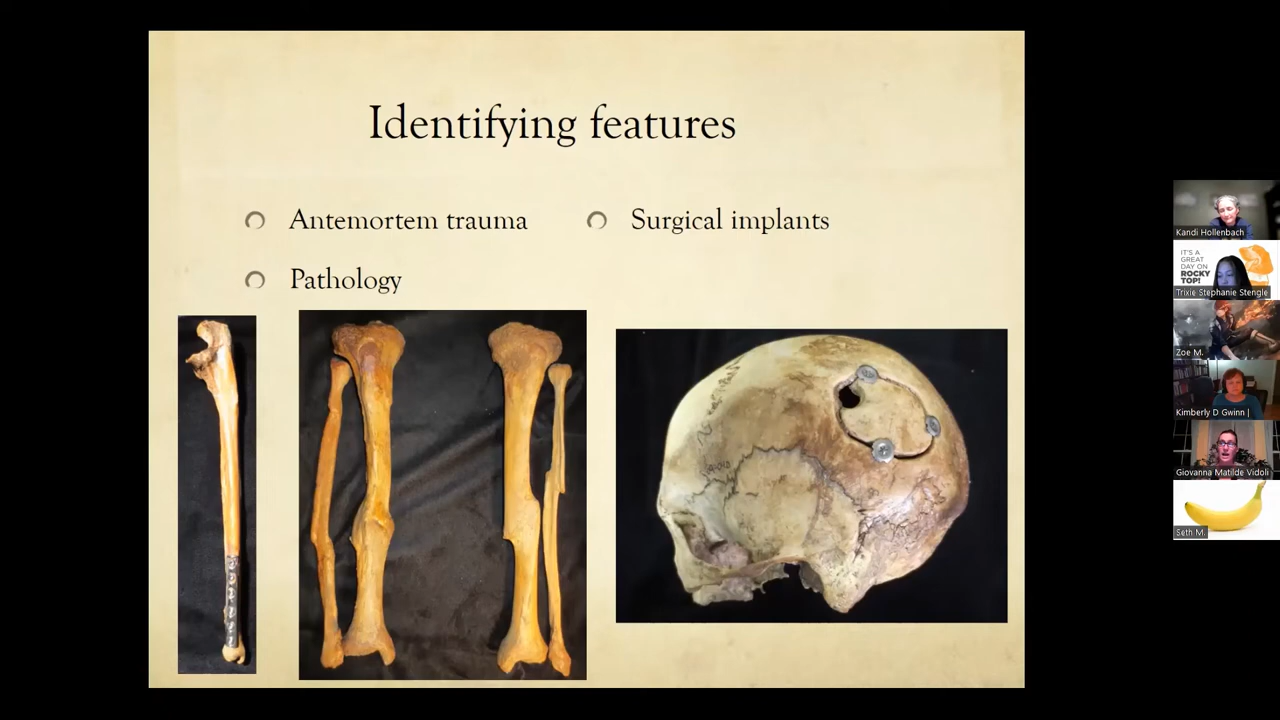 Identifying features
Antemortem trauma
Surgical implants
Pathology
Kandi Hollenbach
IT'S A
GREAT
DAY ON
ROCKY
TOP!
Trixie Stephanie Stengle
Zoe M.
Kimberly D Gwinn |
Giovanna Matilde Vidoli
Seth M.